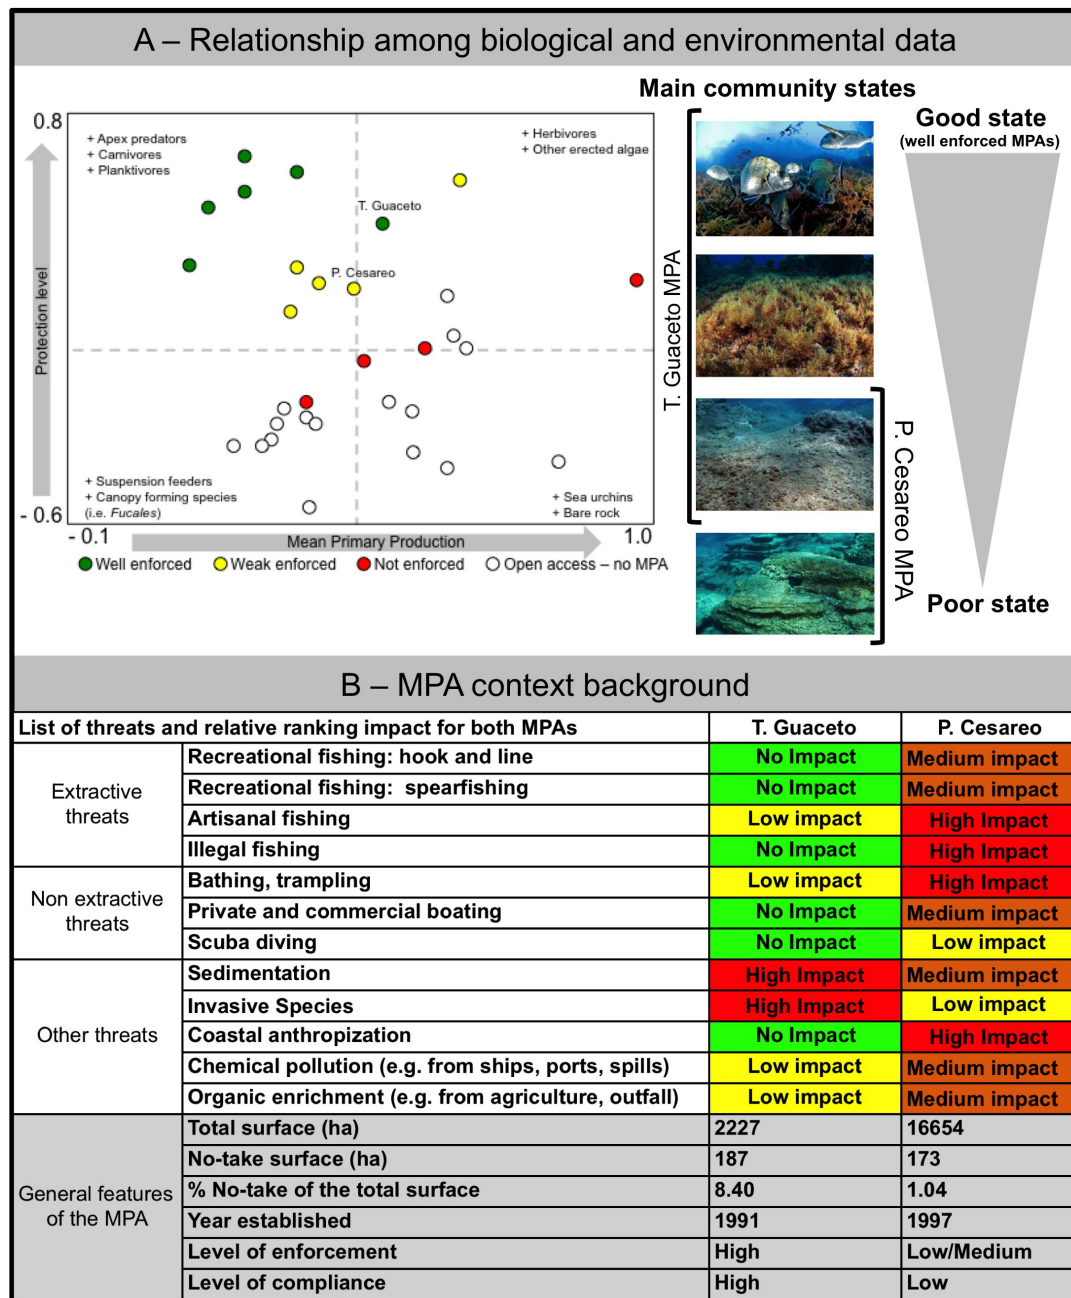 A – Relationship among biological and environmental data
Main community states
Good state
(well enforced MPAs)
0.8
+ Apex predators
+ Carnivores
+ Planktivores
+ Herbivores
+ Other erected algae
T. Guaceto
P. Cesareo
Protection level
T. Guaceto MPA
P. Cesareo MPA
+ Suspension feeders
+ Canopy forming species
(i.e. Fucales)
+ Sea urchins
+ Bare rock
- 0.6
- 0.1
Mean Primary Production
1.0
Well enforced
Weak enforced
Not enforced
Open access – no MPA
Poor state
B – MPA context background
List of threats and relative ranking impact for both MPAs T. Guaceto P. Cesareo
Extractive threats
Recreational fishing: hook and line No Impact Medium impact
Recreational fishing: spearfishing No Impact Medium impact
Artisanal fishing Low impact High Impact
Illegal fishing No Impact High Impact
Non extractive threats
Bathing, trampling Low impact High Impact
Private and commercial boating No Impact Medium impact
Scuba diving No Impact Low impact
Other threats
Sedimentation High Impact Medium impact
Invasive Species High Impact Low impact
Coastal anthropization No Impact High Impact
Chemical pollution (e.g. from ships, ports, spills) Low impact Medium impact
Organic enrichment (e.g. from agriculture, outfall) Low impact Medium impact
General features of the MPA
Total surface (ha) 2227 16654
No-take surface (ha) 187 173
% No-take of the total surface 8.40 1.04
Year established 1991 1997
Level of enforcement High Low/Medium
Level of compliance High Low